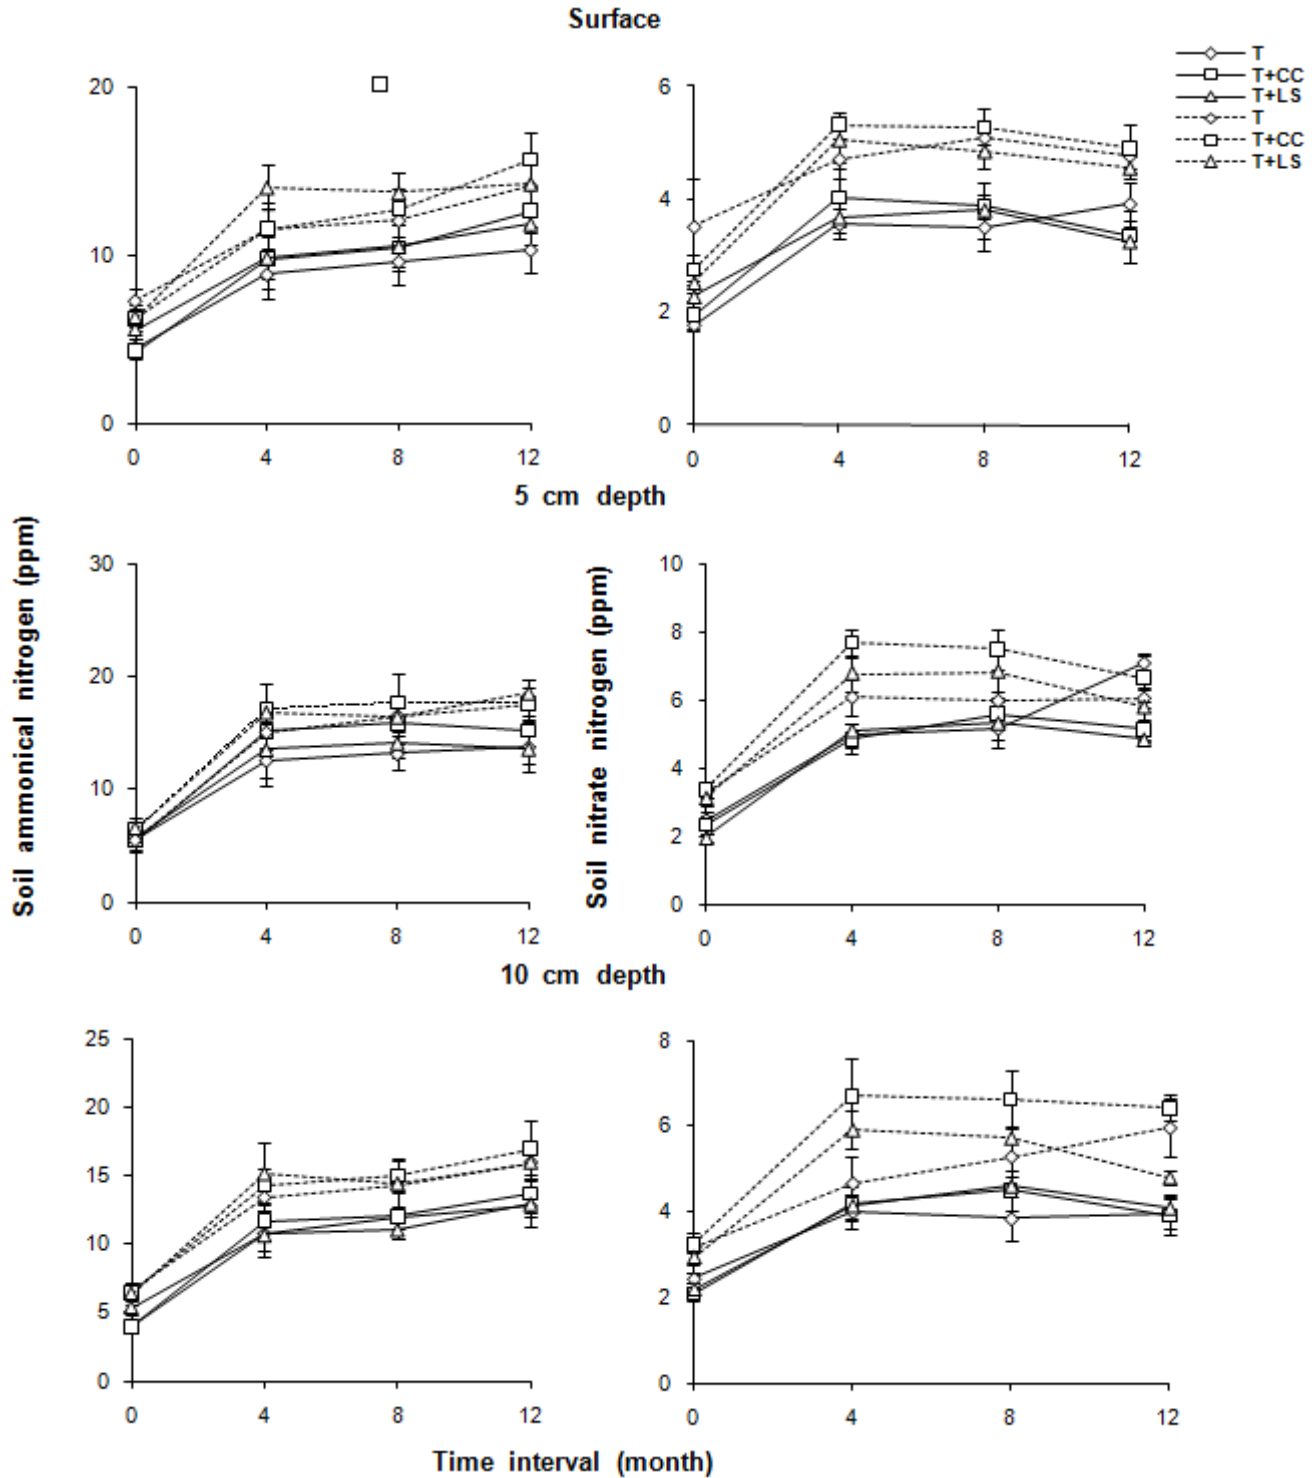 Surface
T
T+CC
T+LS
T
T+CC
T+LS
20
10
0
0 4 8 12
6
4
2
0
0 4 8 12
5 cm depth
Soil ammonical nitrogen (ppm)
30
20
10
0
0 4 8 12
Soil nitrate nitrogen (ppm)
10
8
6
4
2
0
0 4 8 12
10 cm depth
25
20
15
10
5
0
0 4 8 12
8
6
4
2
0
0 4 8 12
Time interval (month)